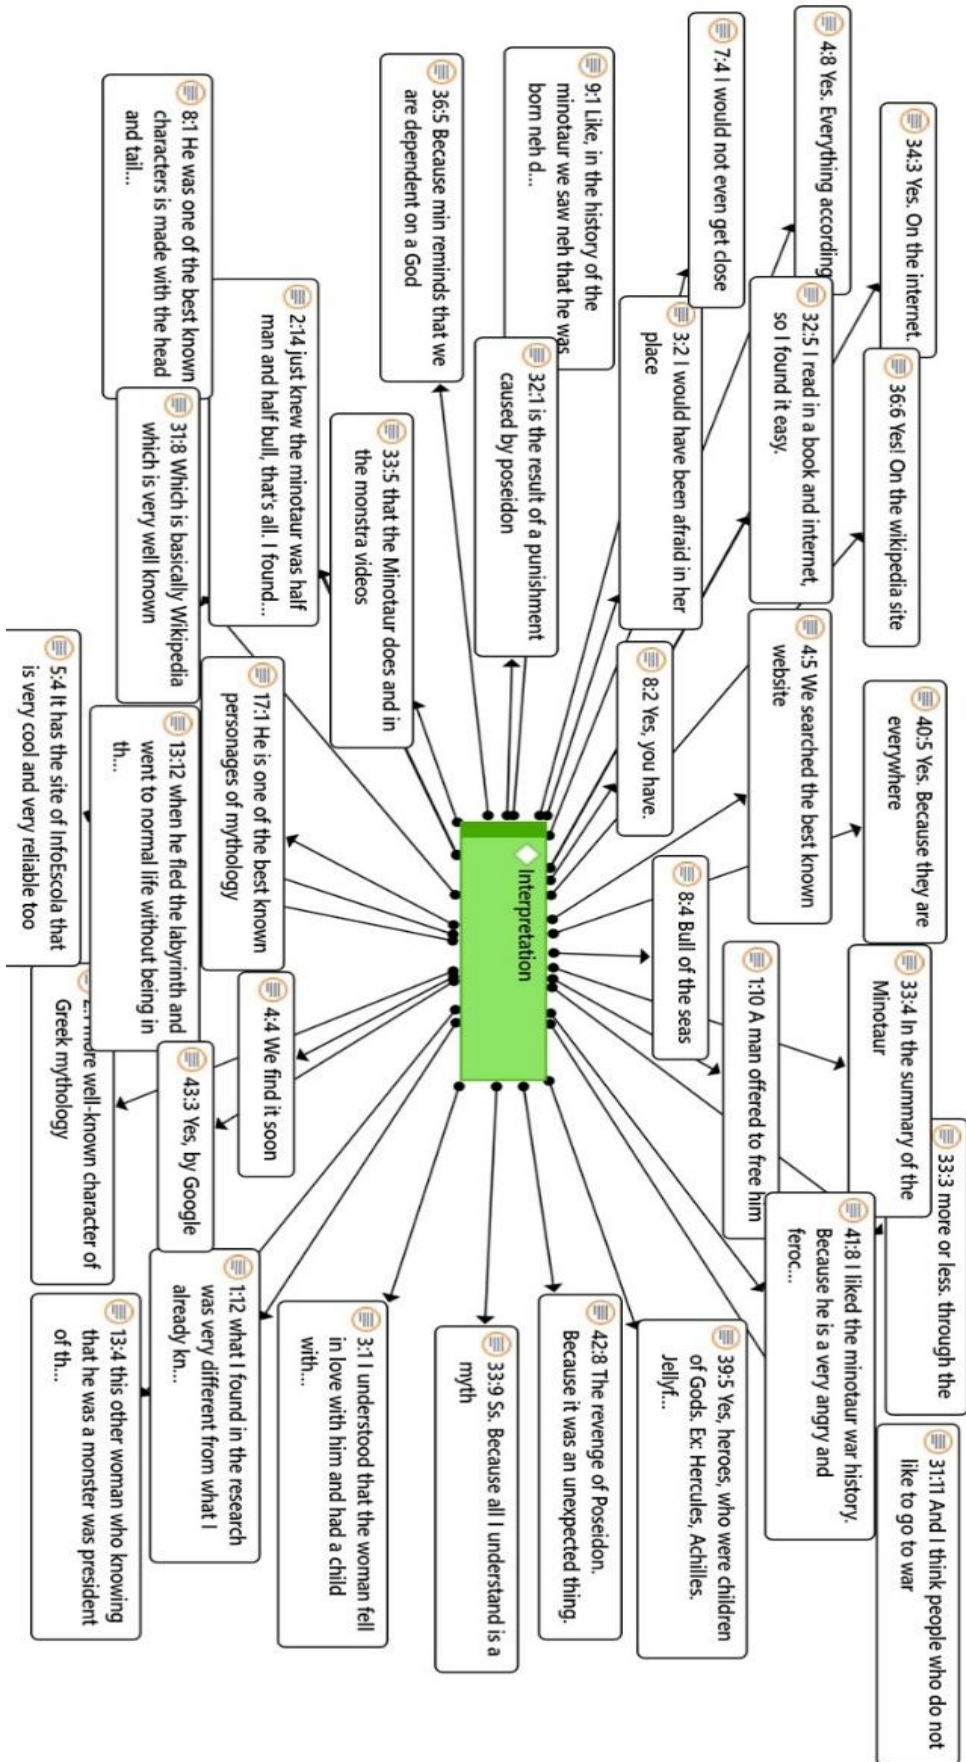 34:3 Yes. On the internet.
33:3 more or less. through the
31:11 And I think people who do not
like to go to war
36:6 Yes! On the wikipedia site
40:5 Yes. Because they are
everywhere
33:4 In the summary of the
Minotaur
4:8 Yes. Everything according
32:5 I read in a book and internet,
so I found it easy.
4:5 We searched the best known
website
41:8 I liked the minotaur war history.
Because he is a very angry and
feroc...
7:4 I would not even get close
3:2 I would have been afraid in her
place
8:2 Yes, you have.
8:4 Bull of the seas
1:10 A man offered to free him
39:5 Yes, heroes, who were children
of Gods. Ex: Hercules, Achilles.
Jellyf...
9:1 Like, in the history of the
minotaur we saw neh that he was
born neh d...
32:1 is the result of a punishment
caused by poseidon
Interpretation
42:8 The revenge of Poseidon.
Because it was an unexpected thing.
36:5 Because min reminds that we
are dependent on a God
33:5 that the Minotaur does and in
the monstra videos
33:9 Ss. Because all I understand is a
myth
2:14 just knew the minotaur was half
man and half bull, that's all. I found...
17:1 He is one of the best known
personages of mythology
4:4 We find it soon
3:1 I understood that the woman fell
in love with him and had a child
with...
8:1 He was one of the best known
characters is made with the head
and tail...
31:8 Which is basically Wikipedia
which is very well known
13:12 when he fled the labyrinth and
went to normal life without being in
th...
43:3 Yes, by Google
1:12 what I found in the research
was very different from what I
already kn...
5:4 It has the site of InfoEscola that
is very cool and very reliable too
more well-known character of
Greek mythology
13:4 this other woman who knowing
that he was a monster was president
of th...